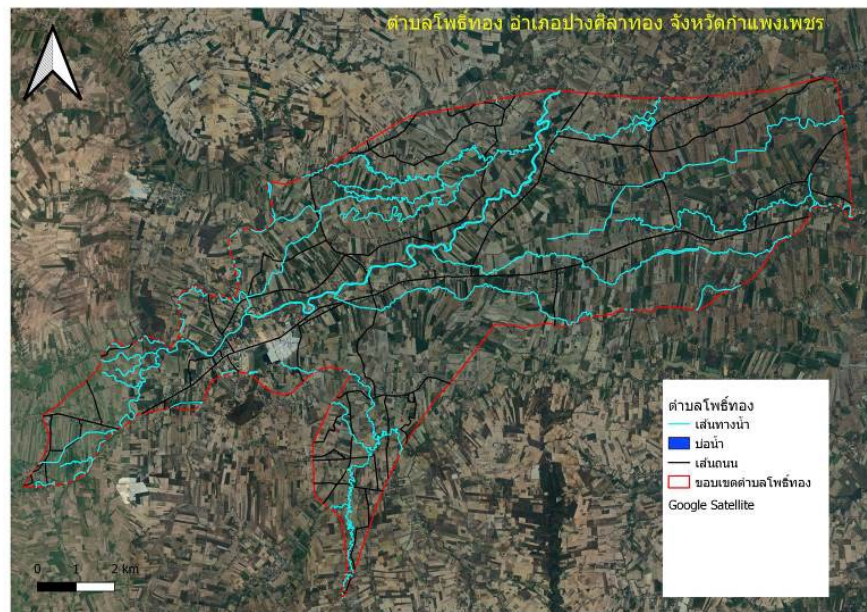 ตำบลโพธิ์ทอง อำเภอปางศิลาทอง จังหวัดกำแพงเพชร
ตำบลโพธิ์ทอง
เส้นทางน้ำ
บ่อน้ำ
เส้นถนน
ขอบเขตตำบลโพธิ์ทอง
Google Satellite
0 1 2 km